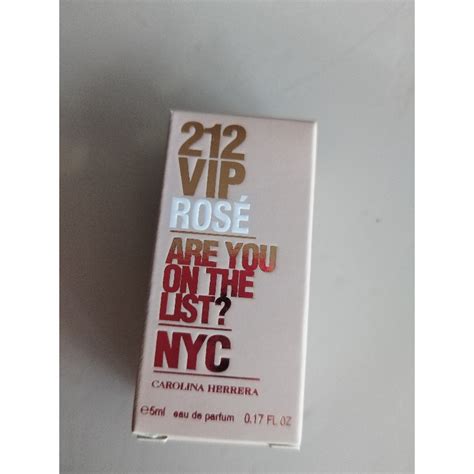 212
VIP
ROSÉ
ARE YOU
ON THE
LIST?
NYC
CAROLINA HERRERA
℮5ml eau de parfum 0.17 FL OZ